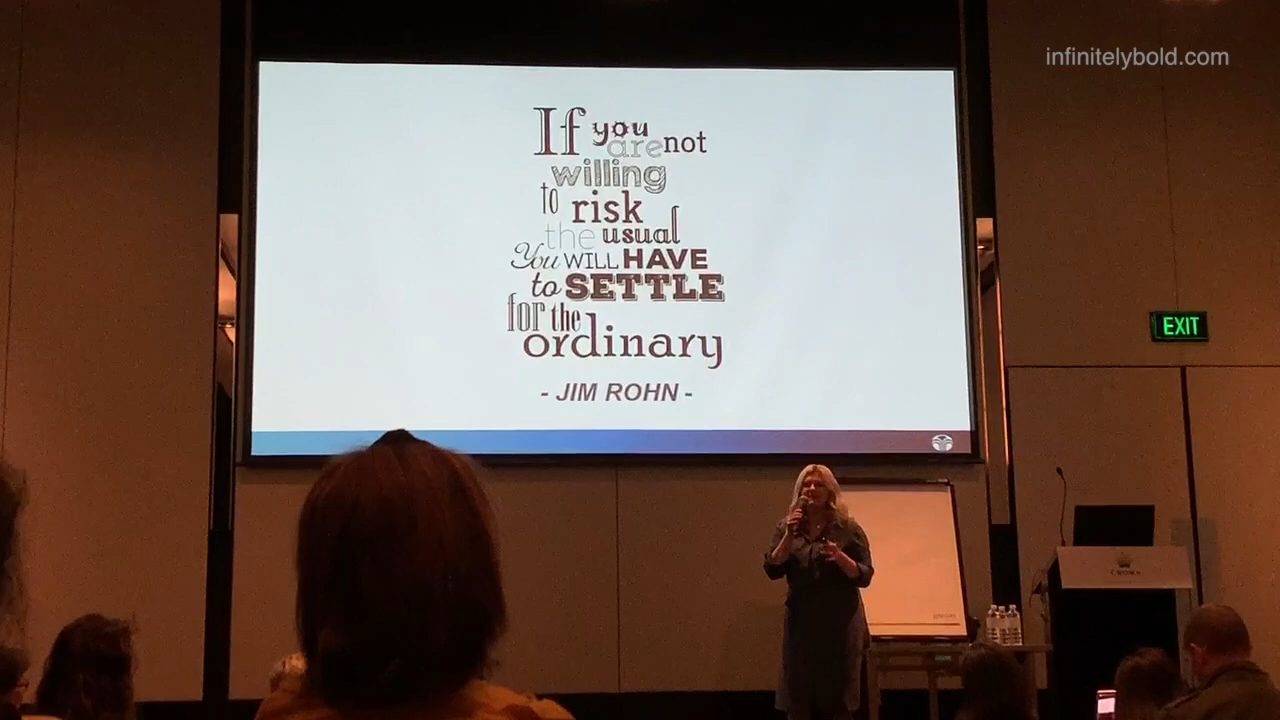 infinitelybold.com
If you are not
willing
to risk
the usual
You WILL HAVE
to SETTLE
for the
ordinary
- JIM ROHN -
EXIT
CROWN